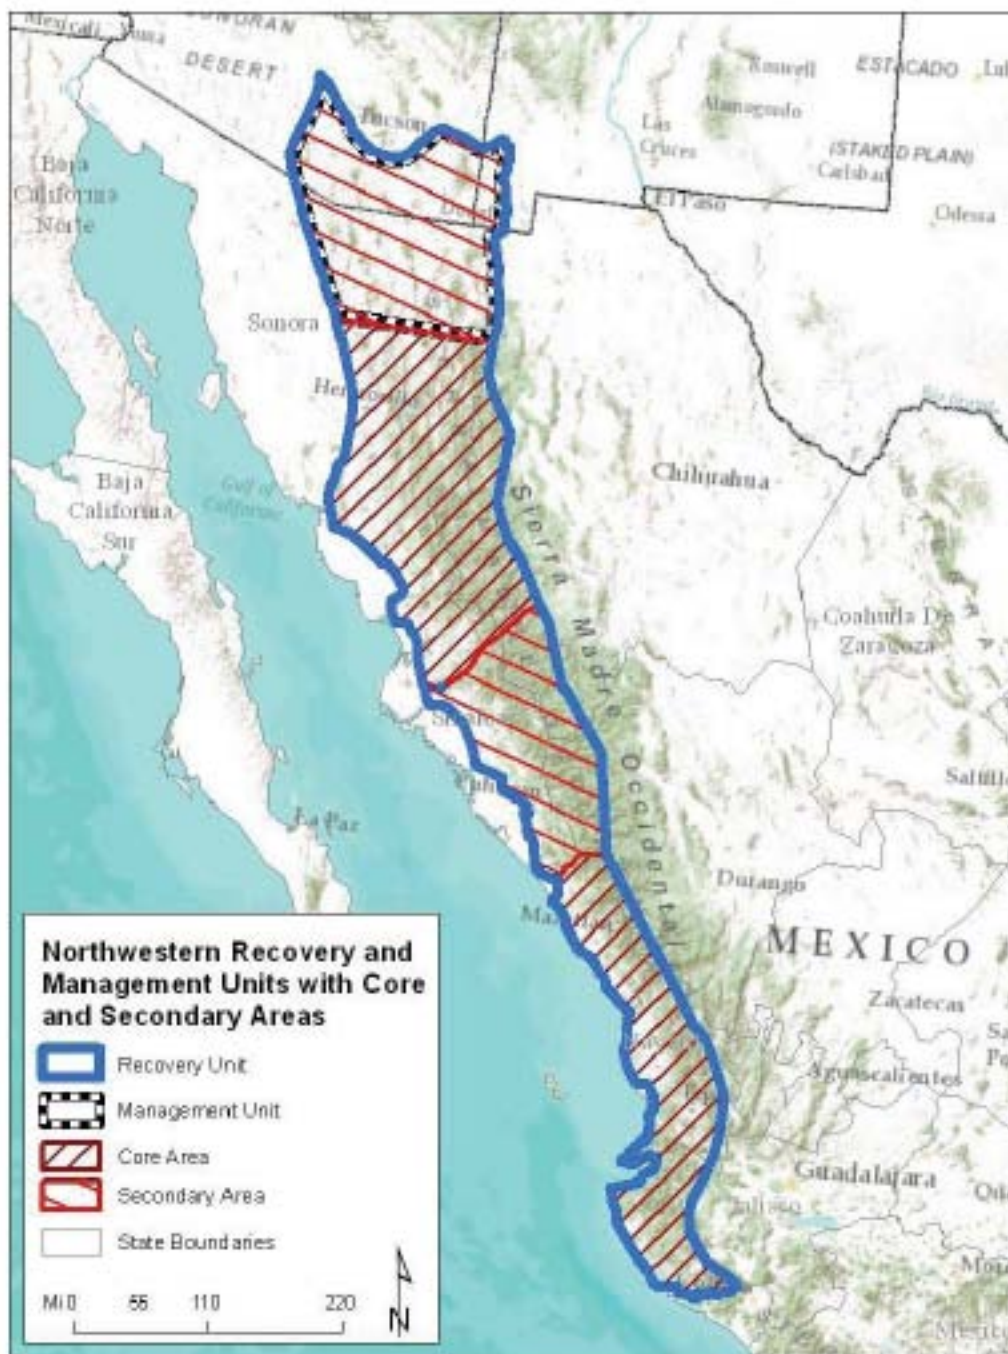 SONORAN
DESERT
Mexicali
Yuma
Tucson
Roswell
ESTACADO
Alamogordo
Las
Cruces
(STAKED PLAIN)
Carlsbad
El Paso
Odessa
Baja
California
Norte
Sonora
Chihuahua
Baja
California
Sur
Gulf of
California
Sierra Madre Occidental
Coahuila De
Zaragoza
La Paz
Durango
MEXICO
Zacatecas
Aguascalientes
Guadalajara
Jalisco
Northwestern Recovery and
Management Units with Core
and Secondary Areas
Recovery Unit
Management Unit
Core Area
Secondary Area
State Boundaries
Mi 0 55 110 220
N